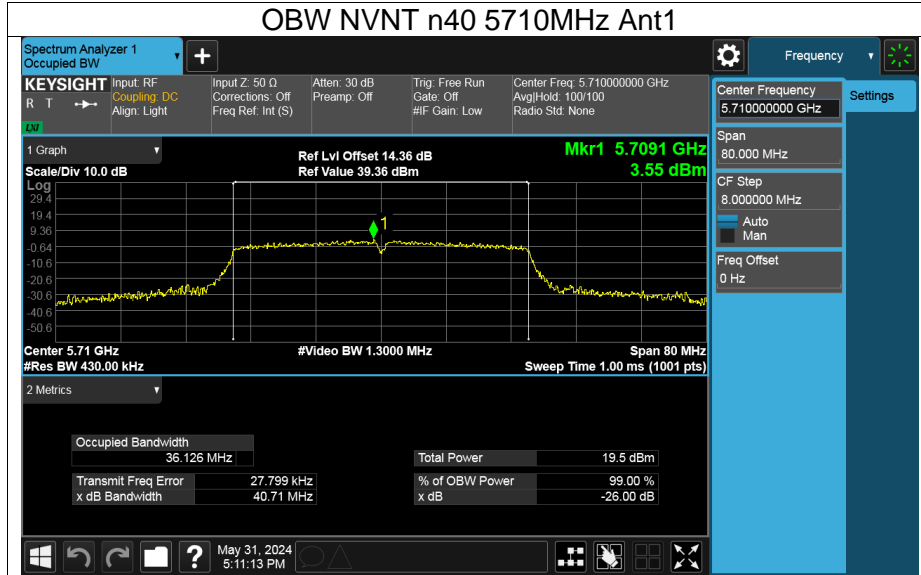 OBW NVNT n40 5710MHz Ant1
Spectrum Analyzer 1
Occupied BW
Frequency
KEYSIGHT
R T
LXI
Input: RF
Coupling: DC
Align: Light
Input Z: 50 Ω
Corrections: Off
Freq Ref: Int (S)
Atten: 30 dB
Preamp: Off
Trig: Free Run
Gate: Off
#IF Gain: Low
Center Freq: 5.710000000 GHz
Avg|Hold: 100/100
Radio Std: None
Center Frequency
5.710000000 GHz
Settings
Span
80.000 MHz
CF Step
8.000000 MHz
Auto
Man
Freq Offset
0 Hz
1 Graph
Ref Lvl Offset 14.36 dB
Mkr1 5.7091 GHz
Scale/Div 10.0 dB
Ref Value 39.36 dBm
3.55 dBm
Log
29.4
19.4
9.36
-0.64
-10.6
-20.6
-30.6
-40.6
-50.6
1
Center 5.71 GHz
#Video BW 1.3000 MHz
Span 80 MHz
#Res BW 430.00 kHz
Sweep Time 1.00 ms (1001 pts)
2 Metrics
Occupied Bandwidth
36.126 MHz
Total Power 19.5 dBm
Transmit Freq Error 27.799 kHz
% of OBW Power 99.00 %
x dB Bandwidth 40.71 MHz
x dB -26.00 dB
?
May 31, 2024
5:11:13 PM